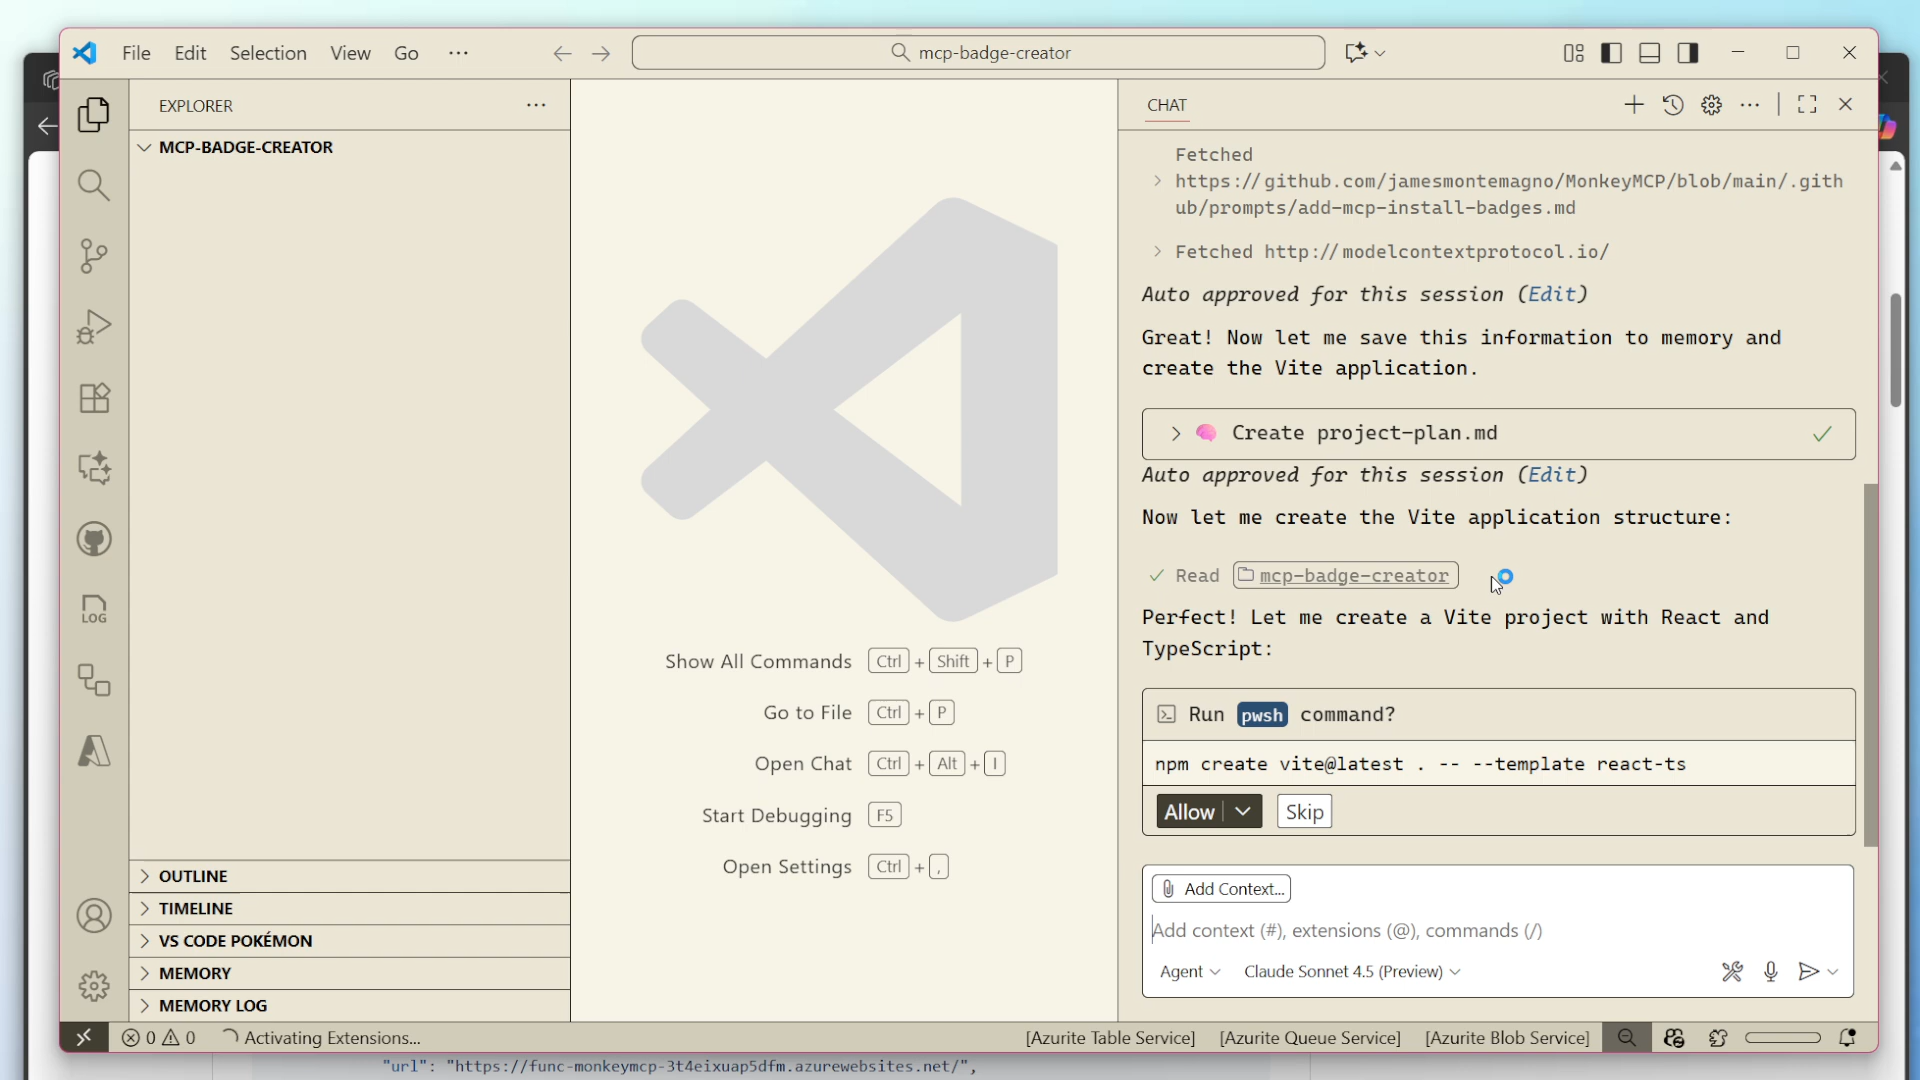 File Edit Selection View Go ···
mcp-badge-creator
EXPLORER
MCP-BADGE-CREATOR
LOG
Show All Commands Ctrl + Shift + P
Go to File Ctrl + P
Open Chat Ctrl + Alt + I
Start Debugging F5
Open Settings Ctrl + ,
OUTLINE
TIMELINE
VS CODE POKÉMON
MEMORY
MEMORY LOG
CHAT
Fetched
https://github.com/jamesmontemagno/MonkeyMCP/blob/main/.gith
ub/prompts/add-mcp-install-badges.md
Fetched http://modelcontextprotocol.io/
Auto approved for this session (Edit)
Great! Now let me save this information to memory and
create the Vite application.
Create project-plan.md
Auto approved for this session (Edit)
Now let me create the Vite application structure:
Read mcp-badge-creator
Perfect! Let me create a Vite project with React and
TypeScript:
Run pwsh command?
npm create vite@latest . -- --template react-ts
Allow Skip
Add Context...
Add context (#), extensions (@), commands (/)
Agent Claude Sonnet 4.5 (Preview)
0 0 Activating Extensions... [Azurite Table Service] [Azurite Queue Service] [Azurite Blob Service]
"url": "https://func-monkeymcp-3t4eixuap5dfm.azurewebsites.net/",